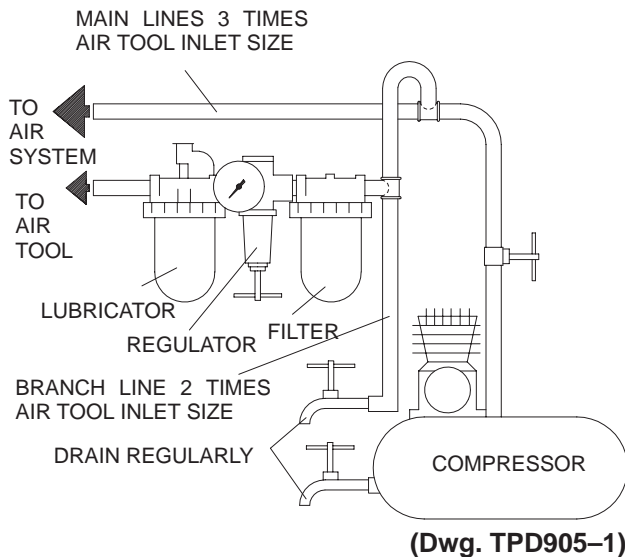 MAIN LINES 3 TIMES
AIR TOOL INLET SIZE
TO
AIR
SYSTEM
TO
AIR
TOOL
LUBRICATOR
REGULATOR
FILTER
BRANCH LINE 2 TIMES
AIR TOOL INLET SIZE
DRAIN REGULARLY
COMPRESSOR
(Dwg. TPD905–1)